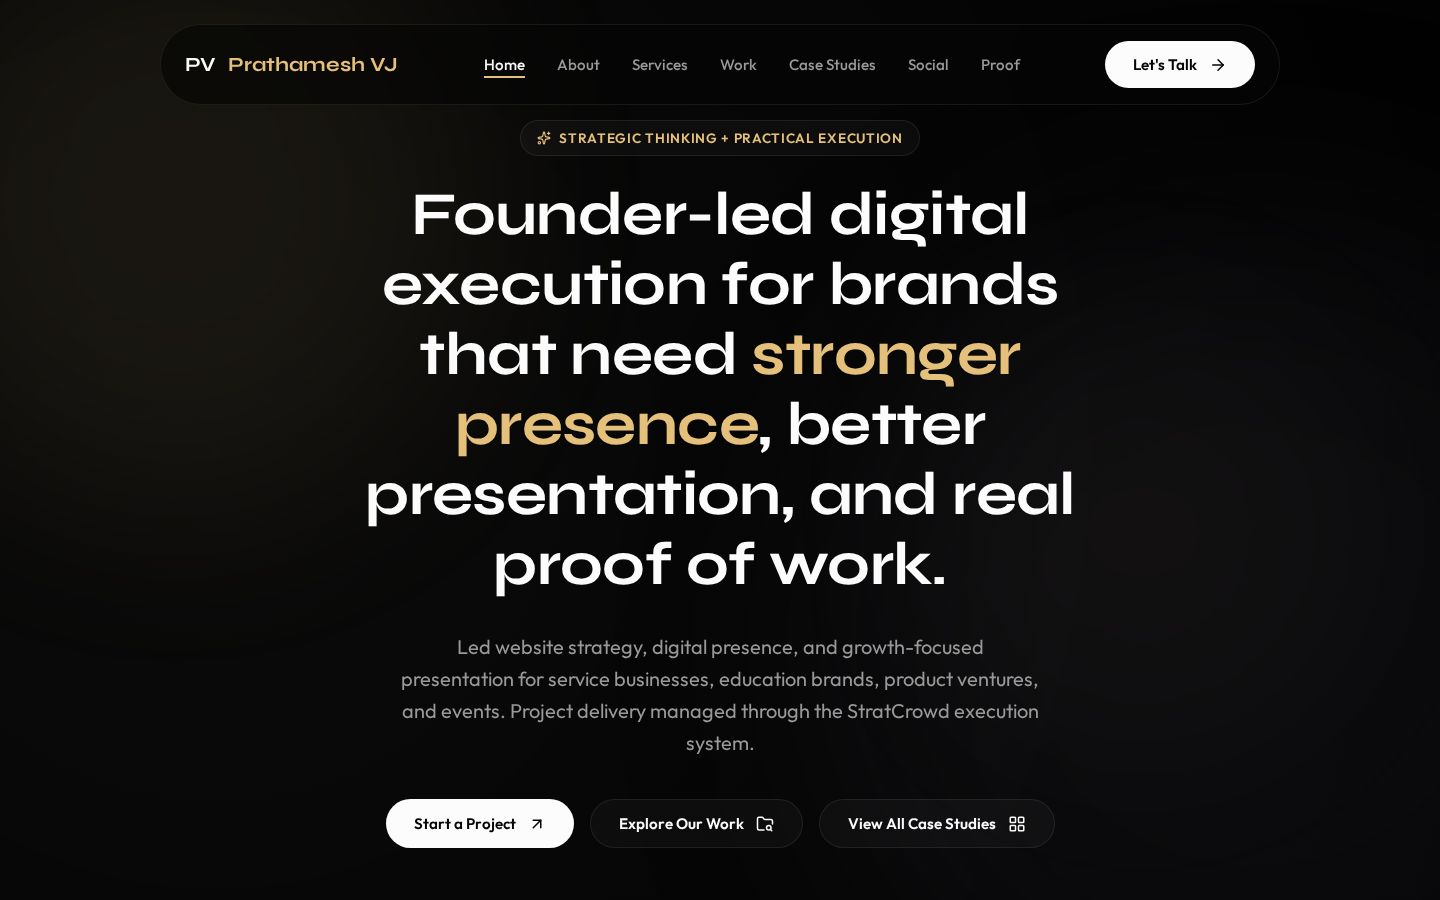 PV Prathamesh VJ
Home About Services Work Case Studies Social Proof
Let's Talk
STRATEGIC THINKING + PRACTICAL EXECUTION
Founder-led digital
execution for brands
that need stronger
presence, better
presentation, and real
proof of work.
Led website strategy, digital presence, and growth-focused
presentation for service businesses, education brands, product ventures,
and events. Project delivery managed through the StratCrowd execution
system.
Start a Project
Explore Our Work
View All Case Studies